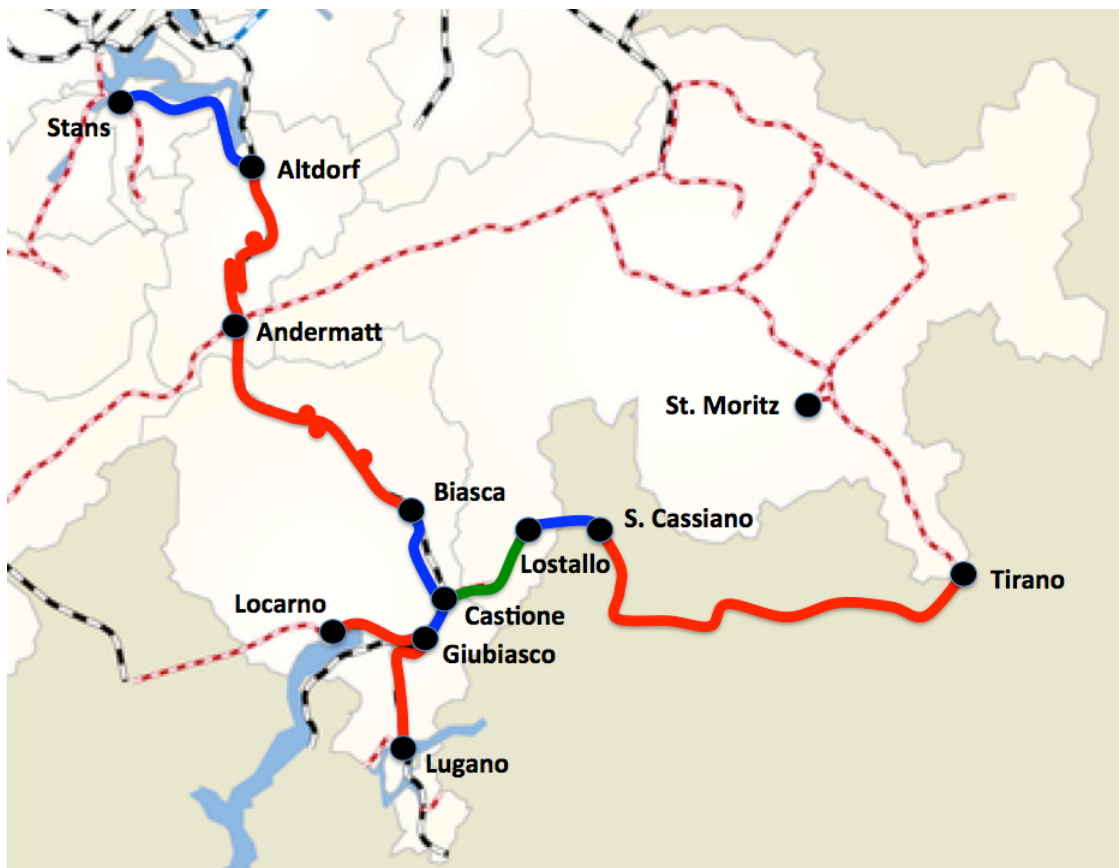 Stans
Altdorf
Andermatt
St. Moritz
Biasca
S. Cassiano
Lostallo
Tirano
Locarno
Castione
Giubiasco
Lugano